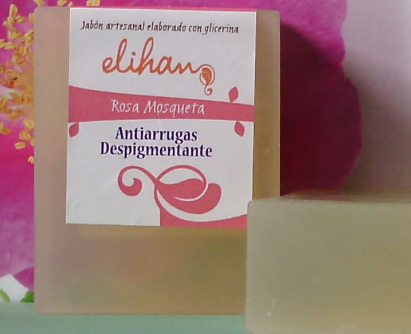 Jabón artesanal elaborado con glicerina
elihan
Rosa Mosqueta
Antiarrugas
Despigmentante